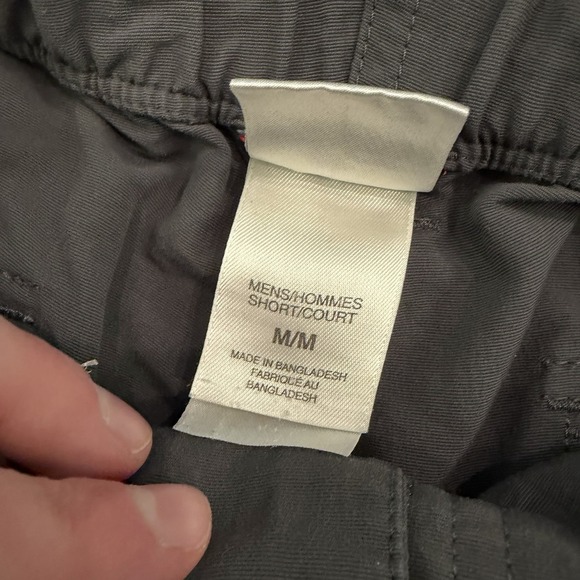 MENS/HOMMES
SHORT/COURT
M/M
MADE IN BANGLADESH
FABRIQUÉ AU
BANGLADESH